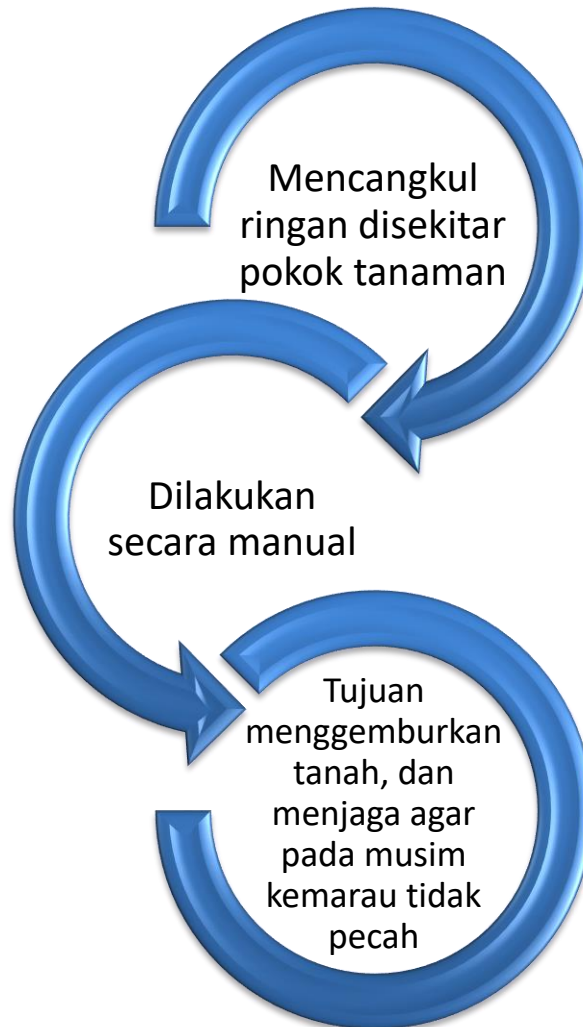 Mencangkul
ringan disekitar
pokok tanaman
Dilakukan
secara manual
Tujuan
menggemburkan
tanah, dan
menjaga agar
pada musim
kemarau tidak
pecah